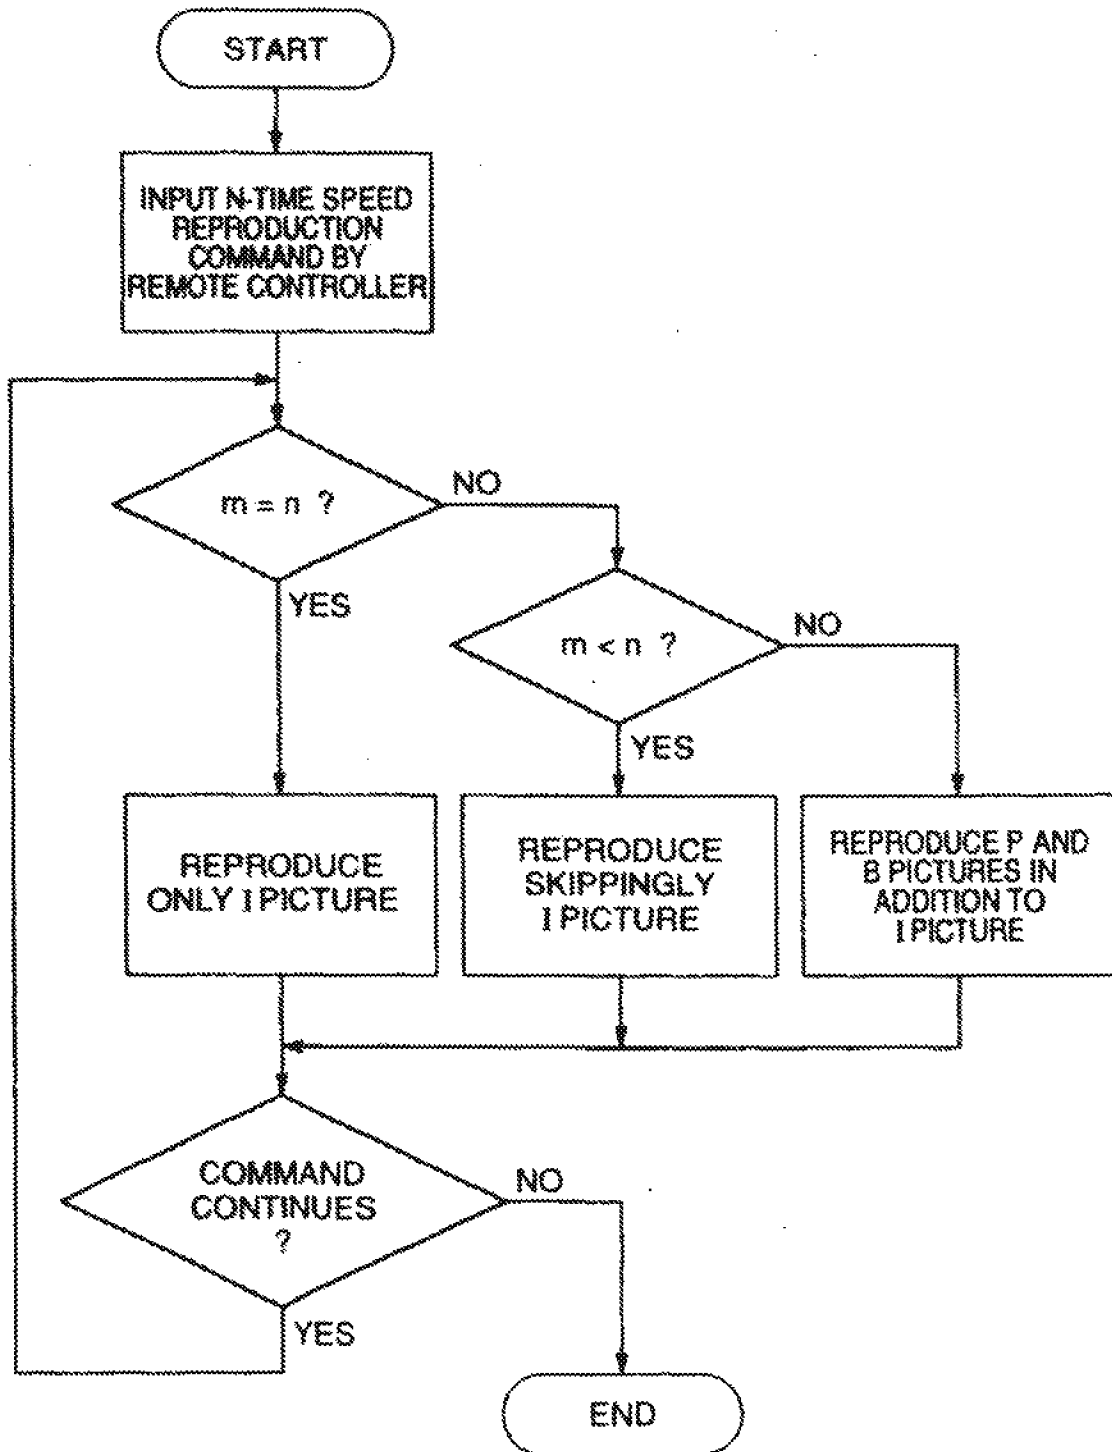 START
INPUT N-TIME SPEED
REPRODUCTION
COMMAND BY
REMOTE CONTROLLER
m = n ?
NO
YES
m < n ?
NO
YES
REPRODUCE
ONLY I PICTURE
REPRODUCE
SKIPPINGLY
I PICTURE
REPRODUCE P AND
B PICTURES IN
ADDITION TO
I PICTURE
COMMAND
CONTINUES
?
NO
YES
END